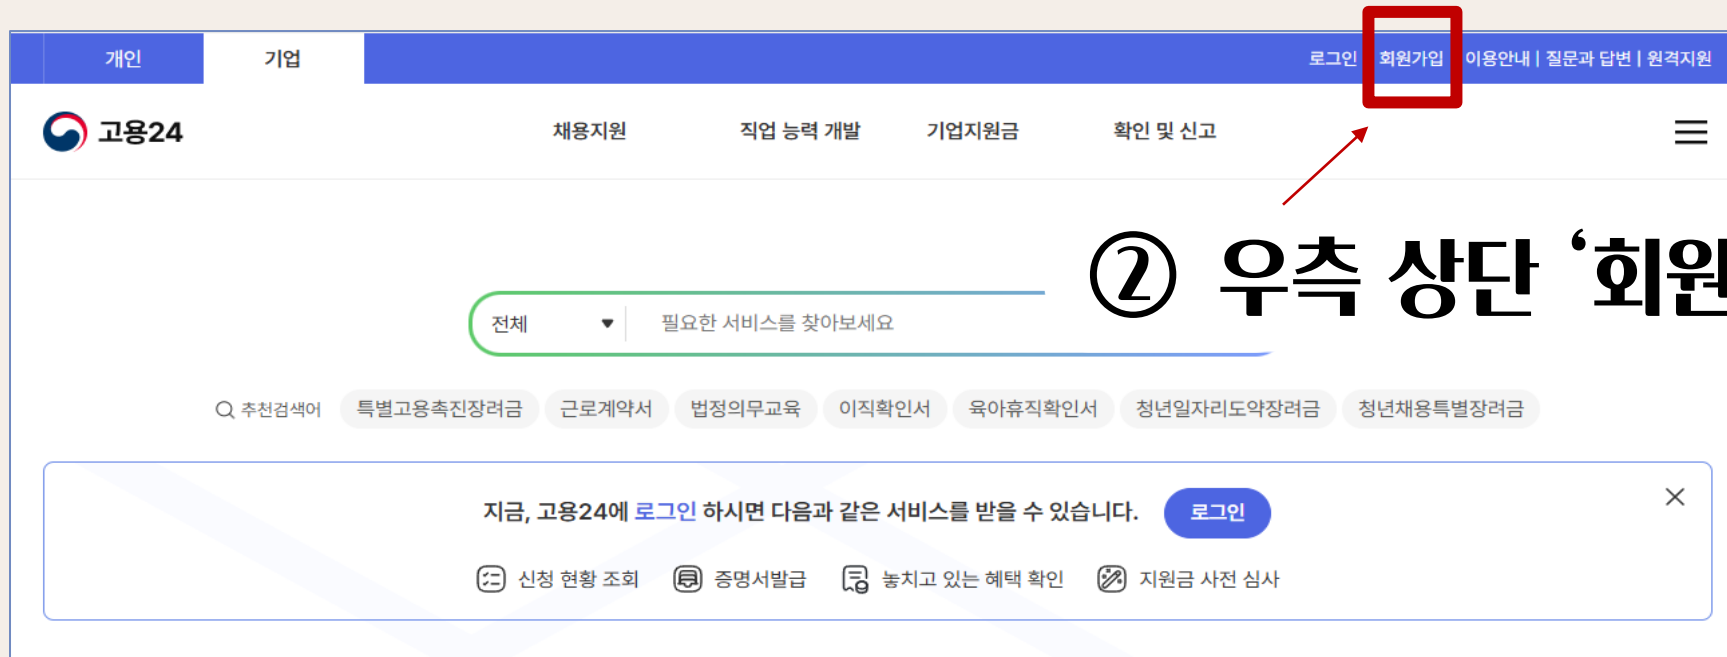 개인 기업 로그인 회원가입 이용안내 | 질문과 답변 | 원격지원
고용24 채용지원 직업 능력 개발 기업지원금 확인 및 신고
② 우측 상단 ‘회원
전체 필요한 서비스를 찾아보세요
추천검색어 특별고용촉진장려금 근로계약서 법정의무교육 이직확인서 육아휴직확인서 청년일자리도약장려금 청년채용특별장려금
지금, 고용24에 로그인 하시면 다음과 같은 서비스를 받을 수 있습니다. 로그인
신청 현황 조회 증명서발급 놓치고 있는 혜택 확인 지원금 사전 심사